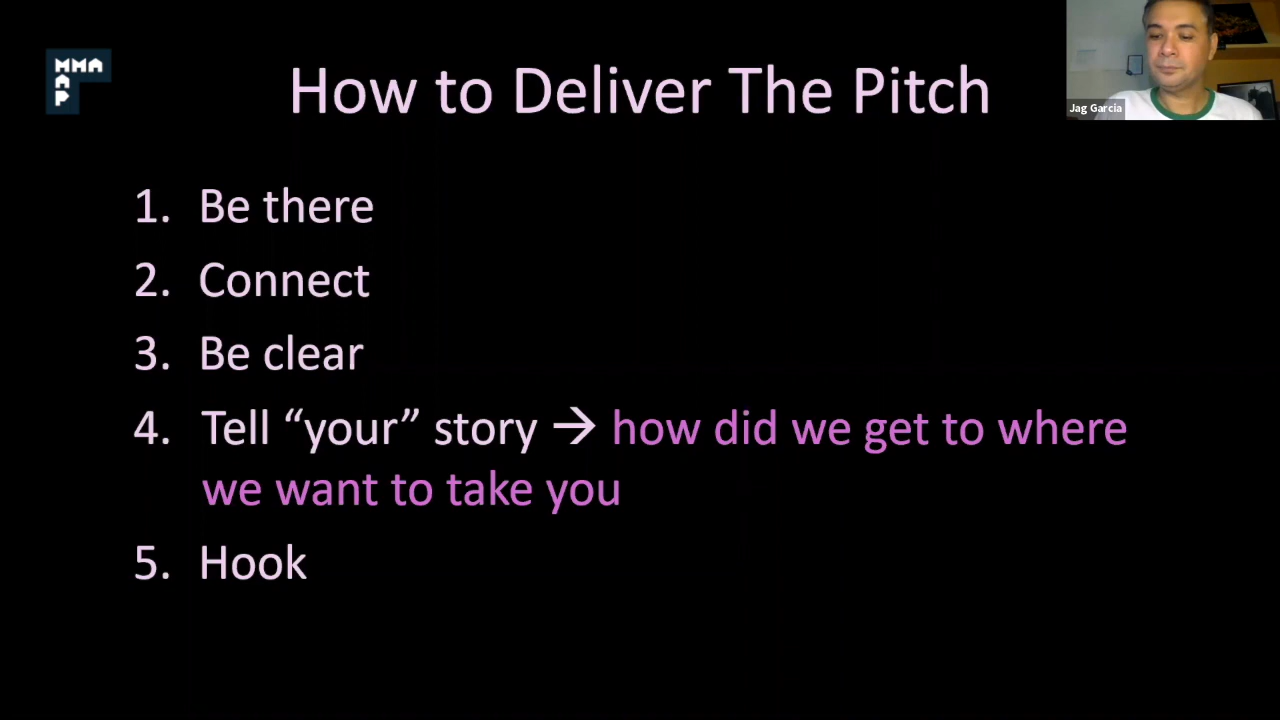 MMA
A
P
How to Deliver The Pitch
Jag Garcia
1. Be there
2. Connect
3. Be clear
4. Tell “your” story → how did we get to where
we want to take you
5. Hook